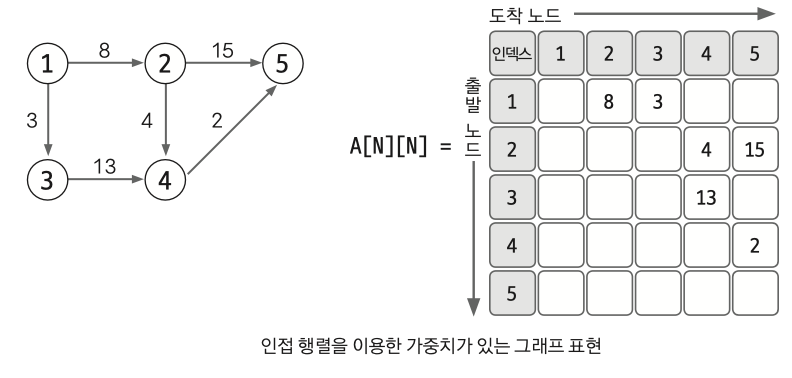 8
15
1
2
5
3
4
2
13
3
4
도착 노드
출발 노드
A[N][N] =
인덱스 1 2 3 4 5
1 8 3
2 4 15
3 13
4 2
5
인접 행렬을 이용한 가중치가 있는 그래프 표현